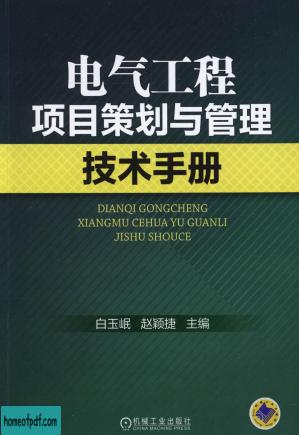 电气工程
项目策划与管理
技术手册
DIANQI GONGCHENG
XIANGMU CEHUA YU GUANLI
JISHU SHOUCE
白玉岷 赵颖捷 主编
机械工业出版社
CHINA MACHINE PRESS
homeofpdf.com